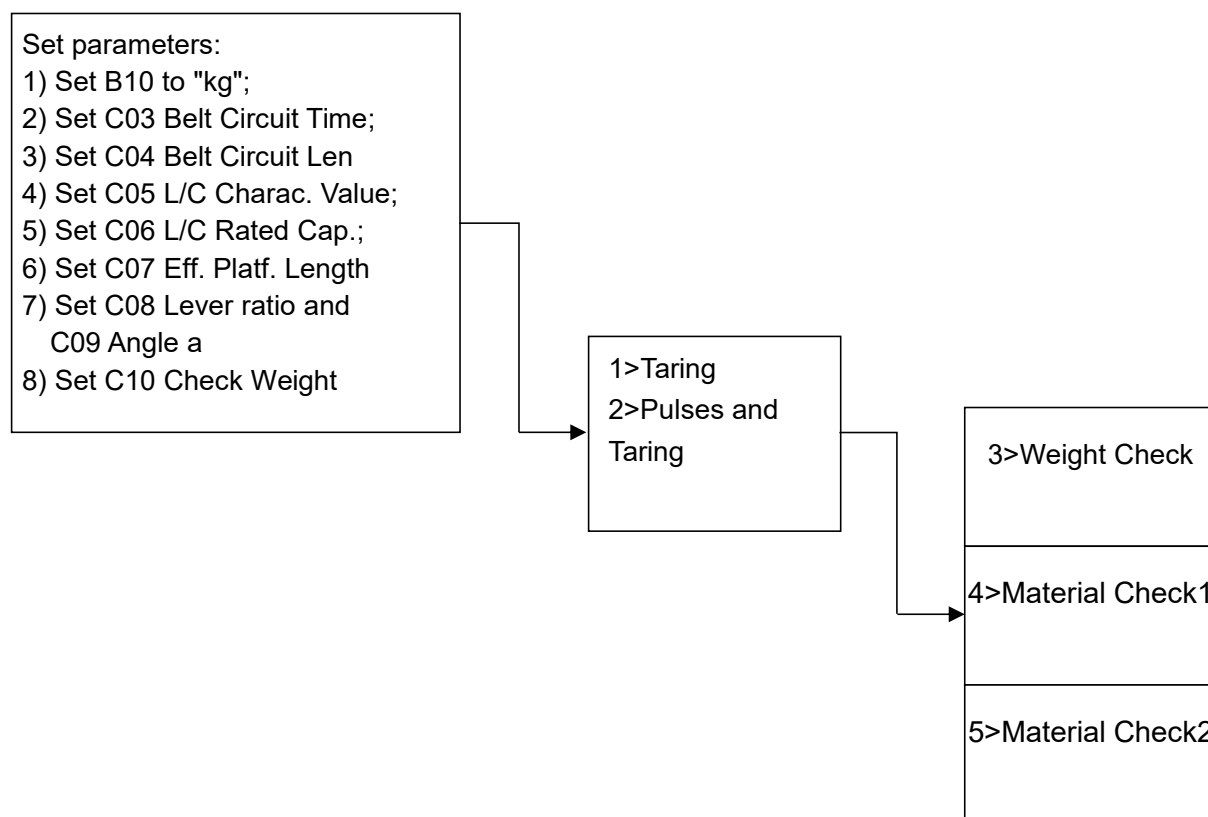 Set parameters:
1) Set B10 to "kg";
2) Set C03 Belt Circuit Time;
3) Set C04 Belt Circuit Len
4) Set C05 L/C Charac. Value;
5) Set C06 L/C Rated Cap.;
6) Set C07 Eff. Platf. Length
7) Set C08 Lever ratio and
C09 Angle a
8) Set C10 Check Weight
1>Taring
2>Pulses and
Taring
3>Weight Check
4>Material Check1
5>Material Check2